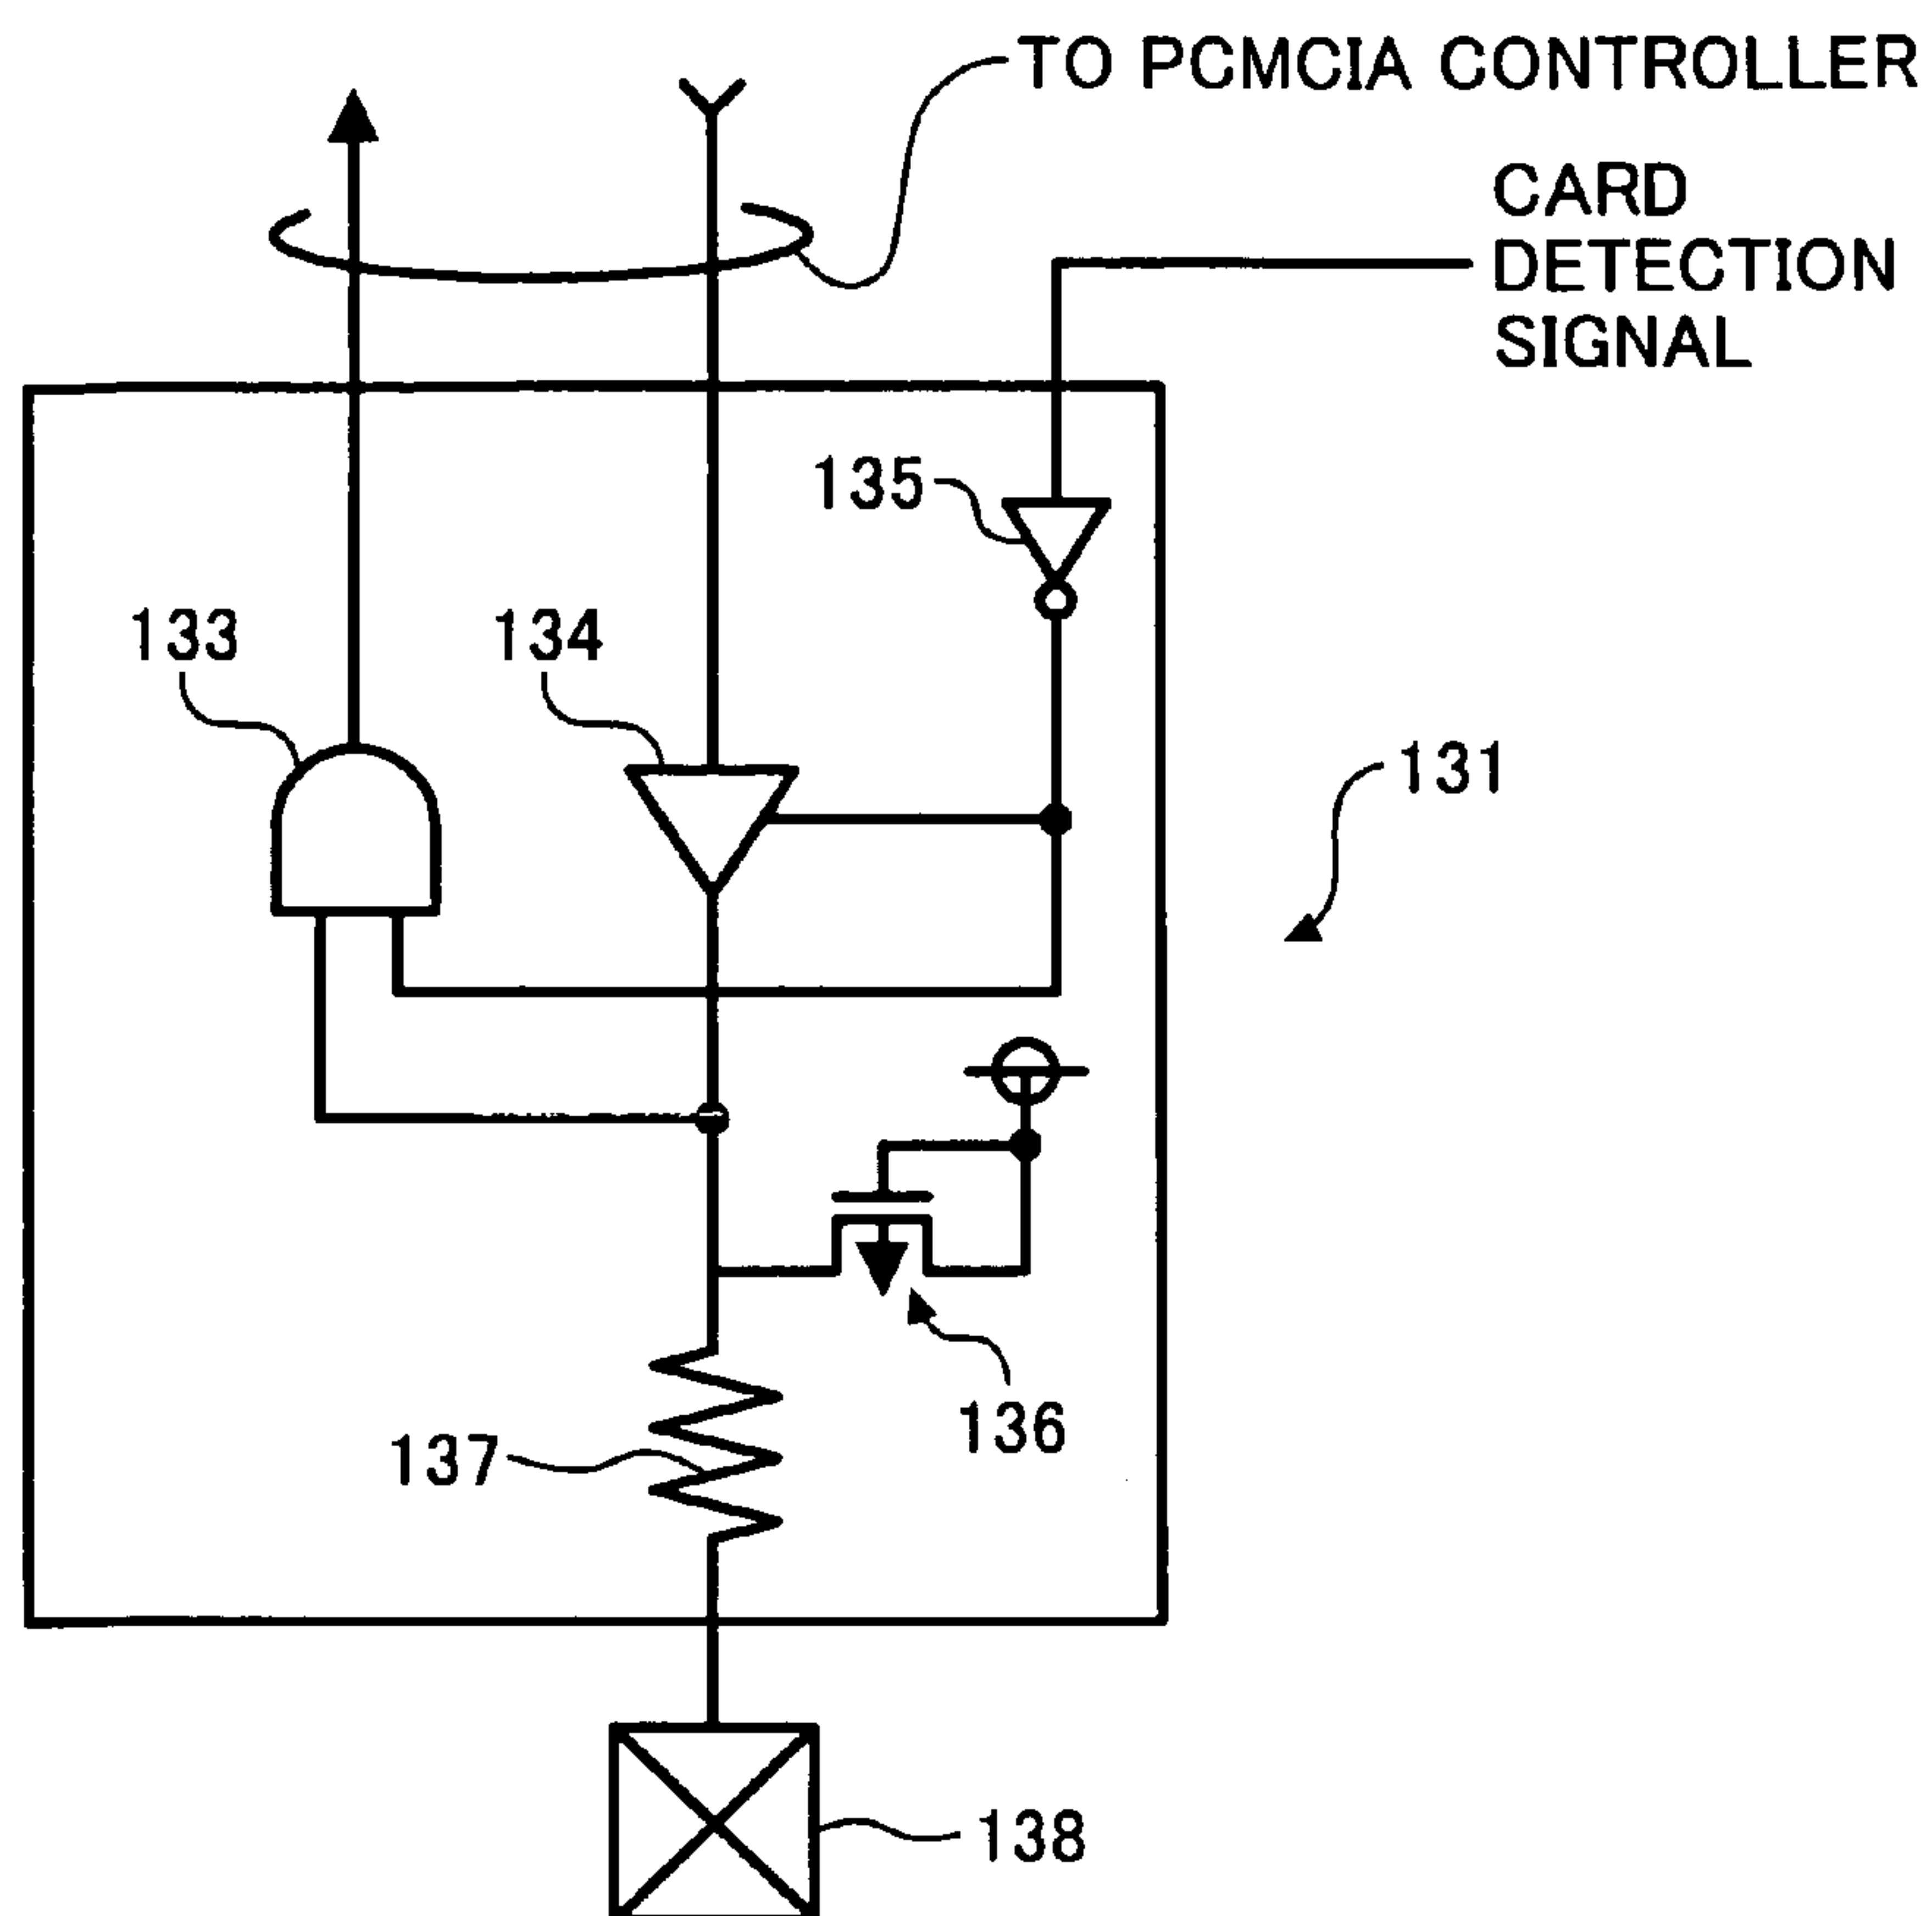 TO PCMCIA CONTROLLER
CARD
DETECTION
SIGNAL
135
133
134
131
136
137
138